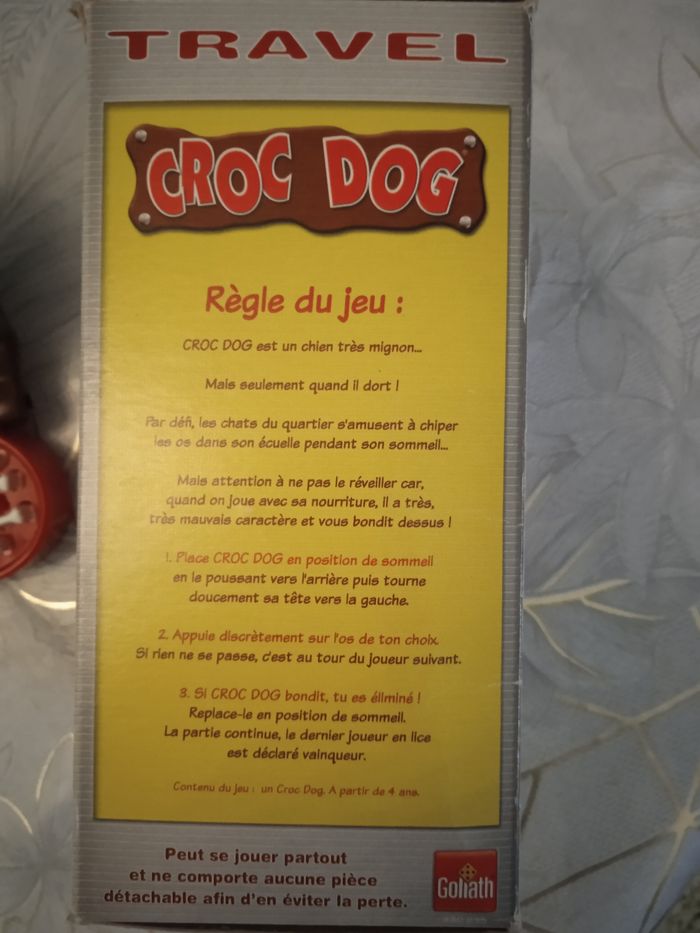 TRAVEL
CROC DOG
Règle du jeu :
CROC DOG est un chien très mignon...
Mais seulement quand il dort !
Par défi, les chats du quartier s'amusent à chiper
les os dans son écuelle pendant son sommeil...
Mais attention à ne pas le réveiller car,
quand on joue avec sa nourriture, il a très,
très mauvais caractère et vous bondit dessus !
1. Place CROC DOG en position de sommeil
en le poussant vers l'arrière puis tourne
doucement sa tête vers la gauche.
2. Appuie discrètement sur l'os de ton choix.
Si rien ne se passe, c'est au tour du joueur suivant.
3. Si CROC DOG bondit, tu es éliminé !
Replace-le en position de sommeil.
La partie continue, le dernier joueur en lice
est déclaré vainqueur.
Contenu du jeu : un Croc Dog. A partir de 4 ans.
Peut se jouer partout
et ne comporte aucune pièce
détachable afin d'en éviter la perte.
Goliath